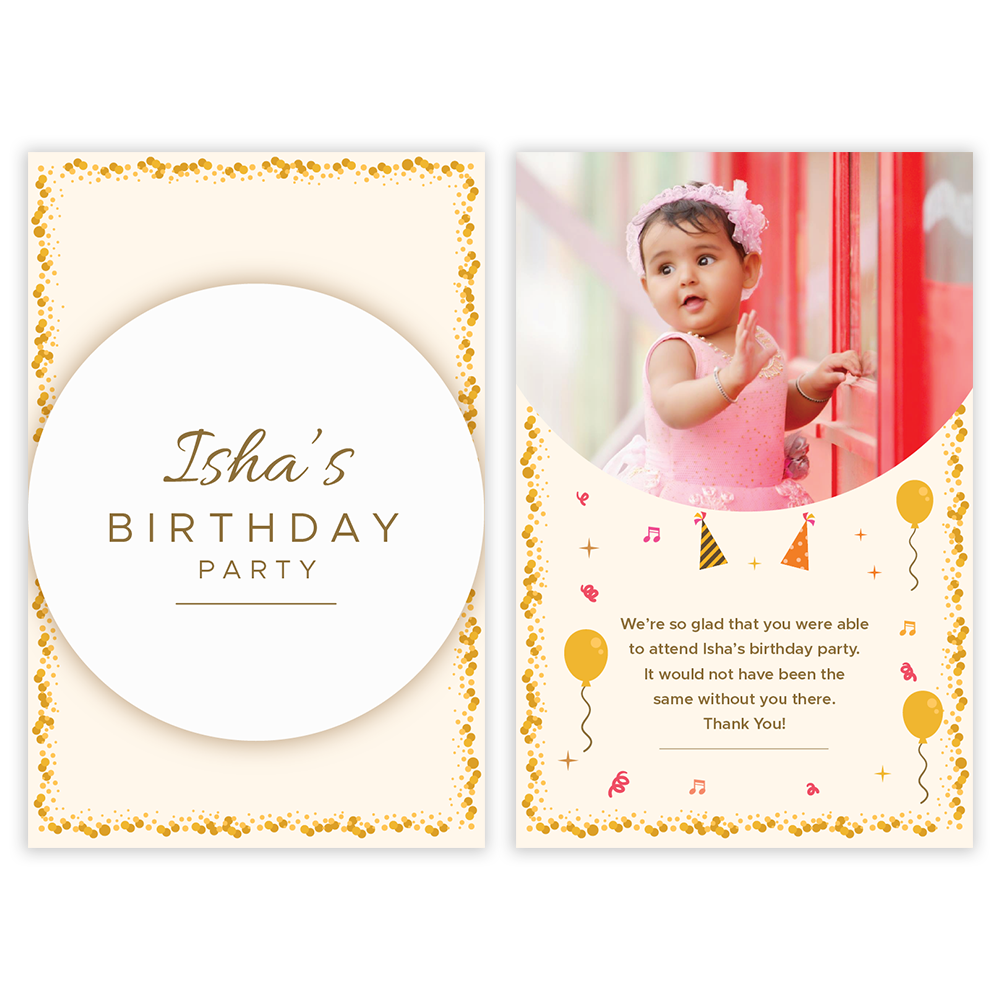 Isha's
BIRTHDAY
PARTY
We're so glad that you were able
to attend Isha's birthday party.
It would not have been the
same without you there.
Thank You!